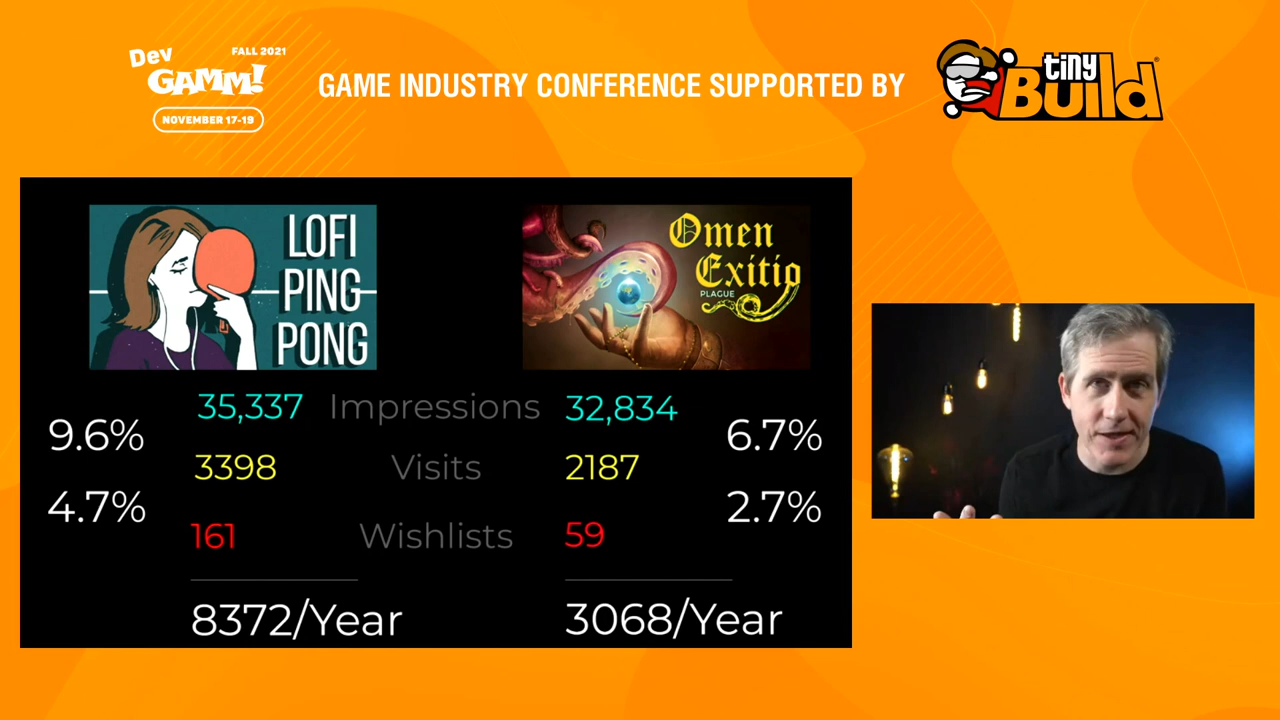 Dev
GAMM!
FALL 2021
NOVEMBER 17-19
GAME INDUSTRY CONFERENCE SUPPORTED BY
tiny
Build
LOFI
PING
PONG
Omen
Exitio
PLAGUE
35,337 Impressions 32,834
9.6% 6.7%
3398 Visits 2187
4.7% 2.7%
161 Wishlists 59
8372/Year 3068/Year